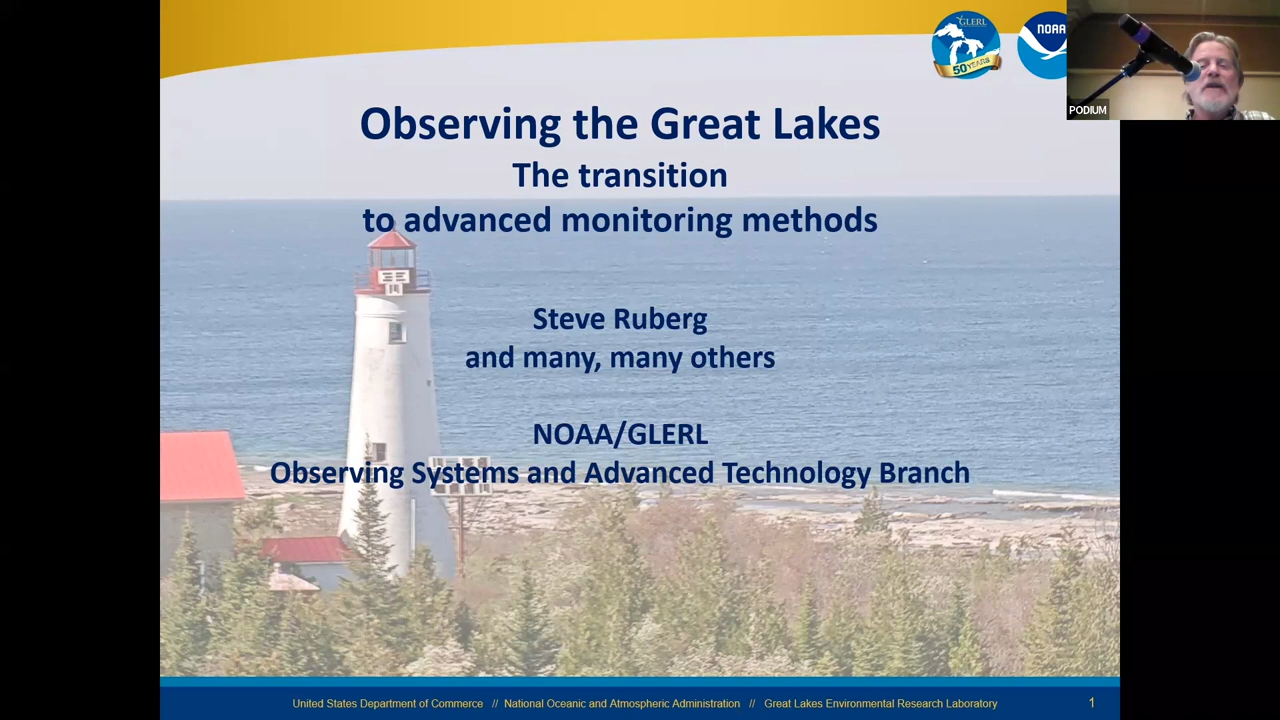 GLERL
50 YEARS
NOAA
PODIUM
Observing the Great Lakes
The transition
to advanced monitoring methods
Steve Ruberg
and many, many others
NOAA/GLERL
Observing Systems and Advanced Technology Branch
United States Department of Commerce // National Oceanic and Atmospheric Administration // Great Lakes Environmental Research Laboratory
1